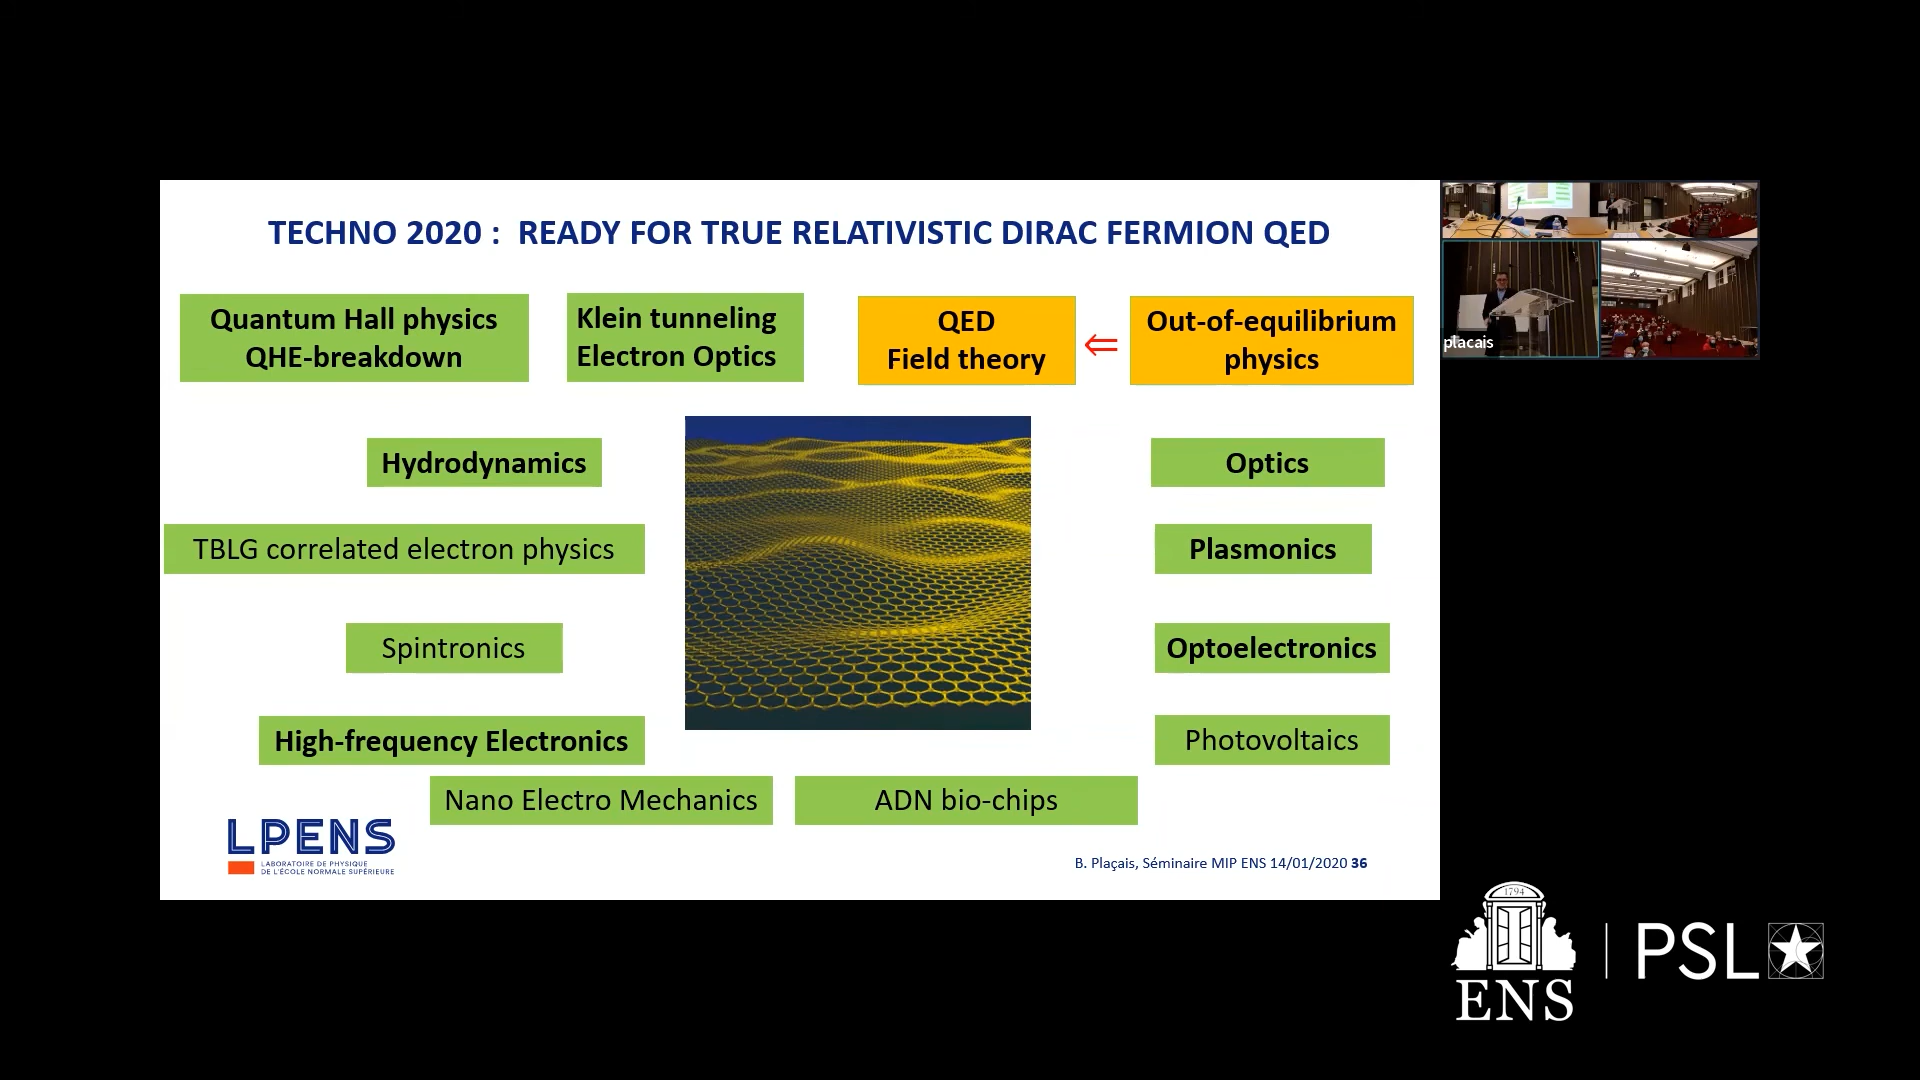 TECHNO 2020 : READY FOR TRUE RELATIVISTIC DIRAC FERMION QED
Quantum Hall physics
QHE-breakdown
Klein tunneling
Electron Optics
QED
Field theory
⇐
Out-of-equilibrium
physics
Hydrodynamics
Optics
TBLG correlated electron physics
Plasmonics
Spintronics
Optoelectronics
High-frequency Electronics
Photovoltaics
Nano Electro Mechanics
ADN bio-chips
LPENS
LABORATOIRE DE PHYSIQUE
DE L'ÉCOLE NORMALE SUPÉRIEURE
B. Plaçais, Séminaire MIP ENS 14/01/2020 36
placais
1794
ENS
PSL